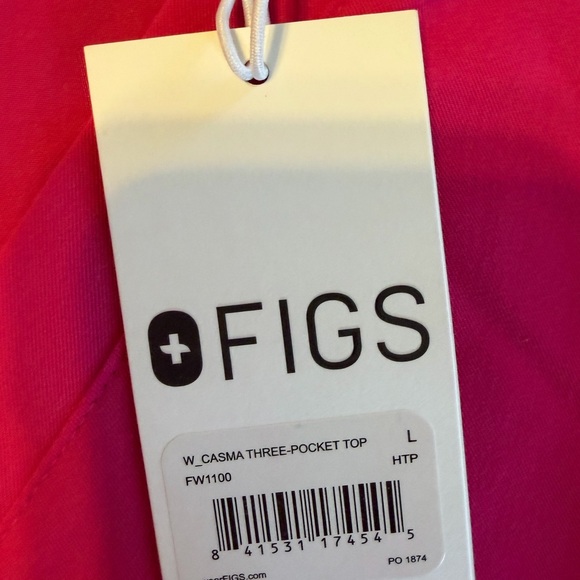 FIGS
W_CASMA THREE-POCKET TOP L
FW1100 HTP
8 41531 17454 5
PO 1874